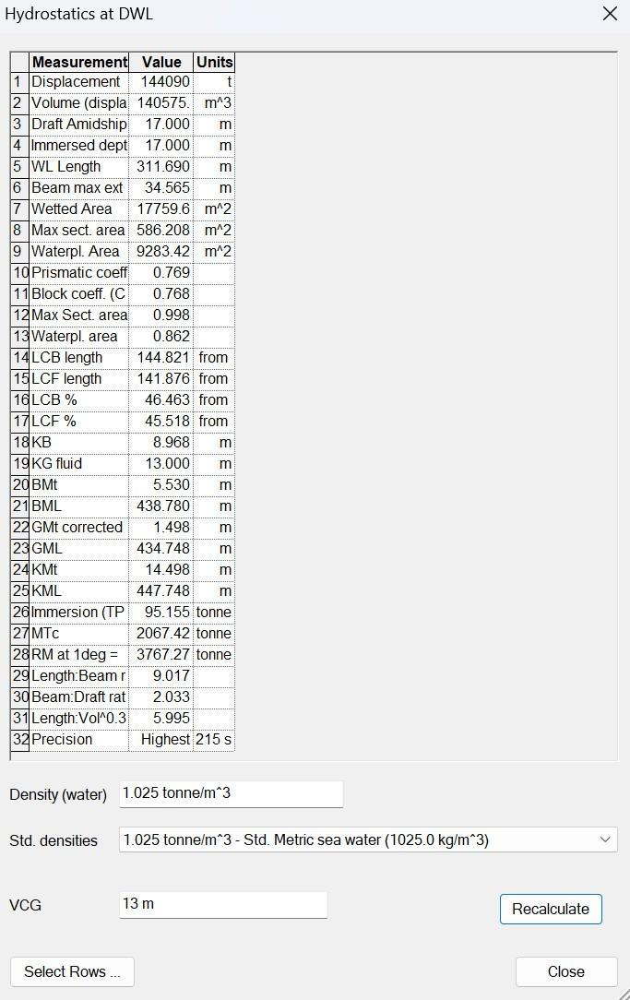 Hydrostatics at DWL
Measurement Value Units
1 Displacement 144090 t
2 Volume (displa 140575. m^3
3 Draft Amidship 17.000 m
4 Immersed dept 17.000 m
5 WL Length 311.690 m
6 Beam max ext 34.565 m
7 Wetted Area 17759.6 m^2
8 Max sect. area 586.208 m^2
9 Waterpl. Area 9283.42 m^2
10 Prismatic coeff 0.769
11 Block coeff. (C 0.768
12 Max Sect. area 0.998
13 Waterpl. area 0.862
14 LCB length 144.821 from
15 LCF length 141.876 from
16 LCB % 46.463 from
17 LCF % 45.518 from
18 KB 8.968 m
19 KG fluid 13.000 m
20 BMt 5.530 m
21 BML 438.780 m
22 GMt corrected 1.498 m
23 GML 434.748 m
24 KMt 14.498 m
25 KML 447.748 m
26 Immersion (TP 95.155 tonne
27 MTc 2067.42 tonne
28 RM at 1deg = 3767.27 tonne
29 Length:Beam r 9.017
30 Beam:Draft rat 2.033
31 Length:Vol^0.3 5.995
32 Precision Highest 215 s
Density (water) 1.025 tonne/m^3
Std. densities 1.025 tonne/m^3 - Std. Metric sea water (1025.0 kg/m^3)
VCG 13 m
Recalculate
Select Rows ... Close